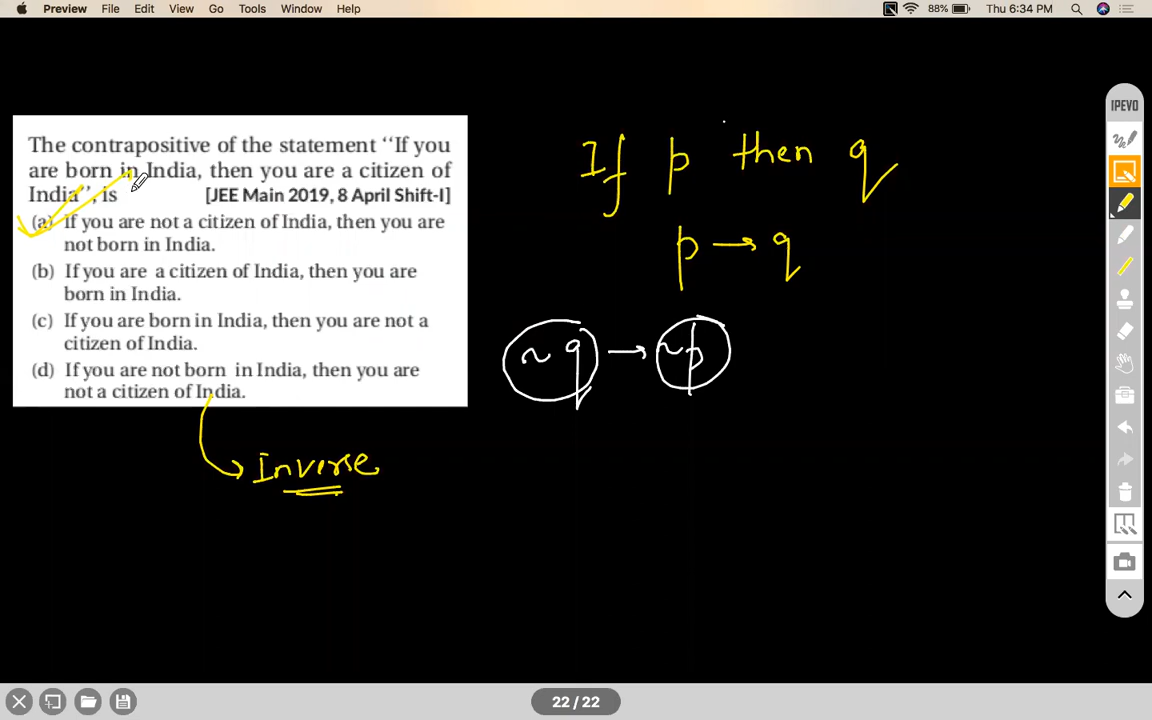 Preview File Edit View Go Tools Window Help 88% Thu 6:34 PM
The contrapositive of the statement ‘‘If you
are born in India, then you are a citizen of
India’’, is [JEE Main 2019, 8 April Shift-I]
(a) If you are not a citizen of India, then you are
not born in India.
(b) If you are a citizen of India, then you are
born in India.
(c) If you are born in India, then you are not a
citizen of India.
(d) If you are not born in India, then you are
not a citizen of India.
Inverse
If p then q
p → q
~ q → ~p
IPEVO
22 / 22